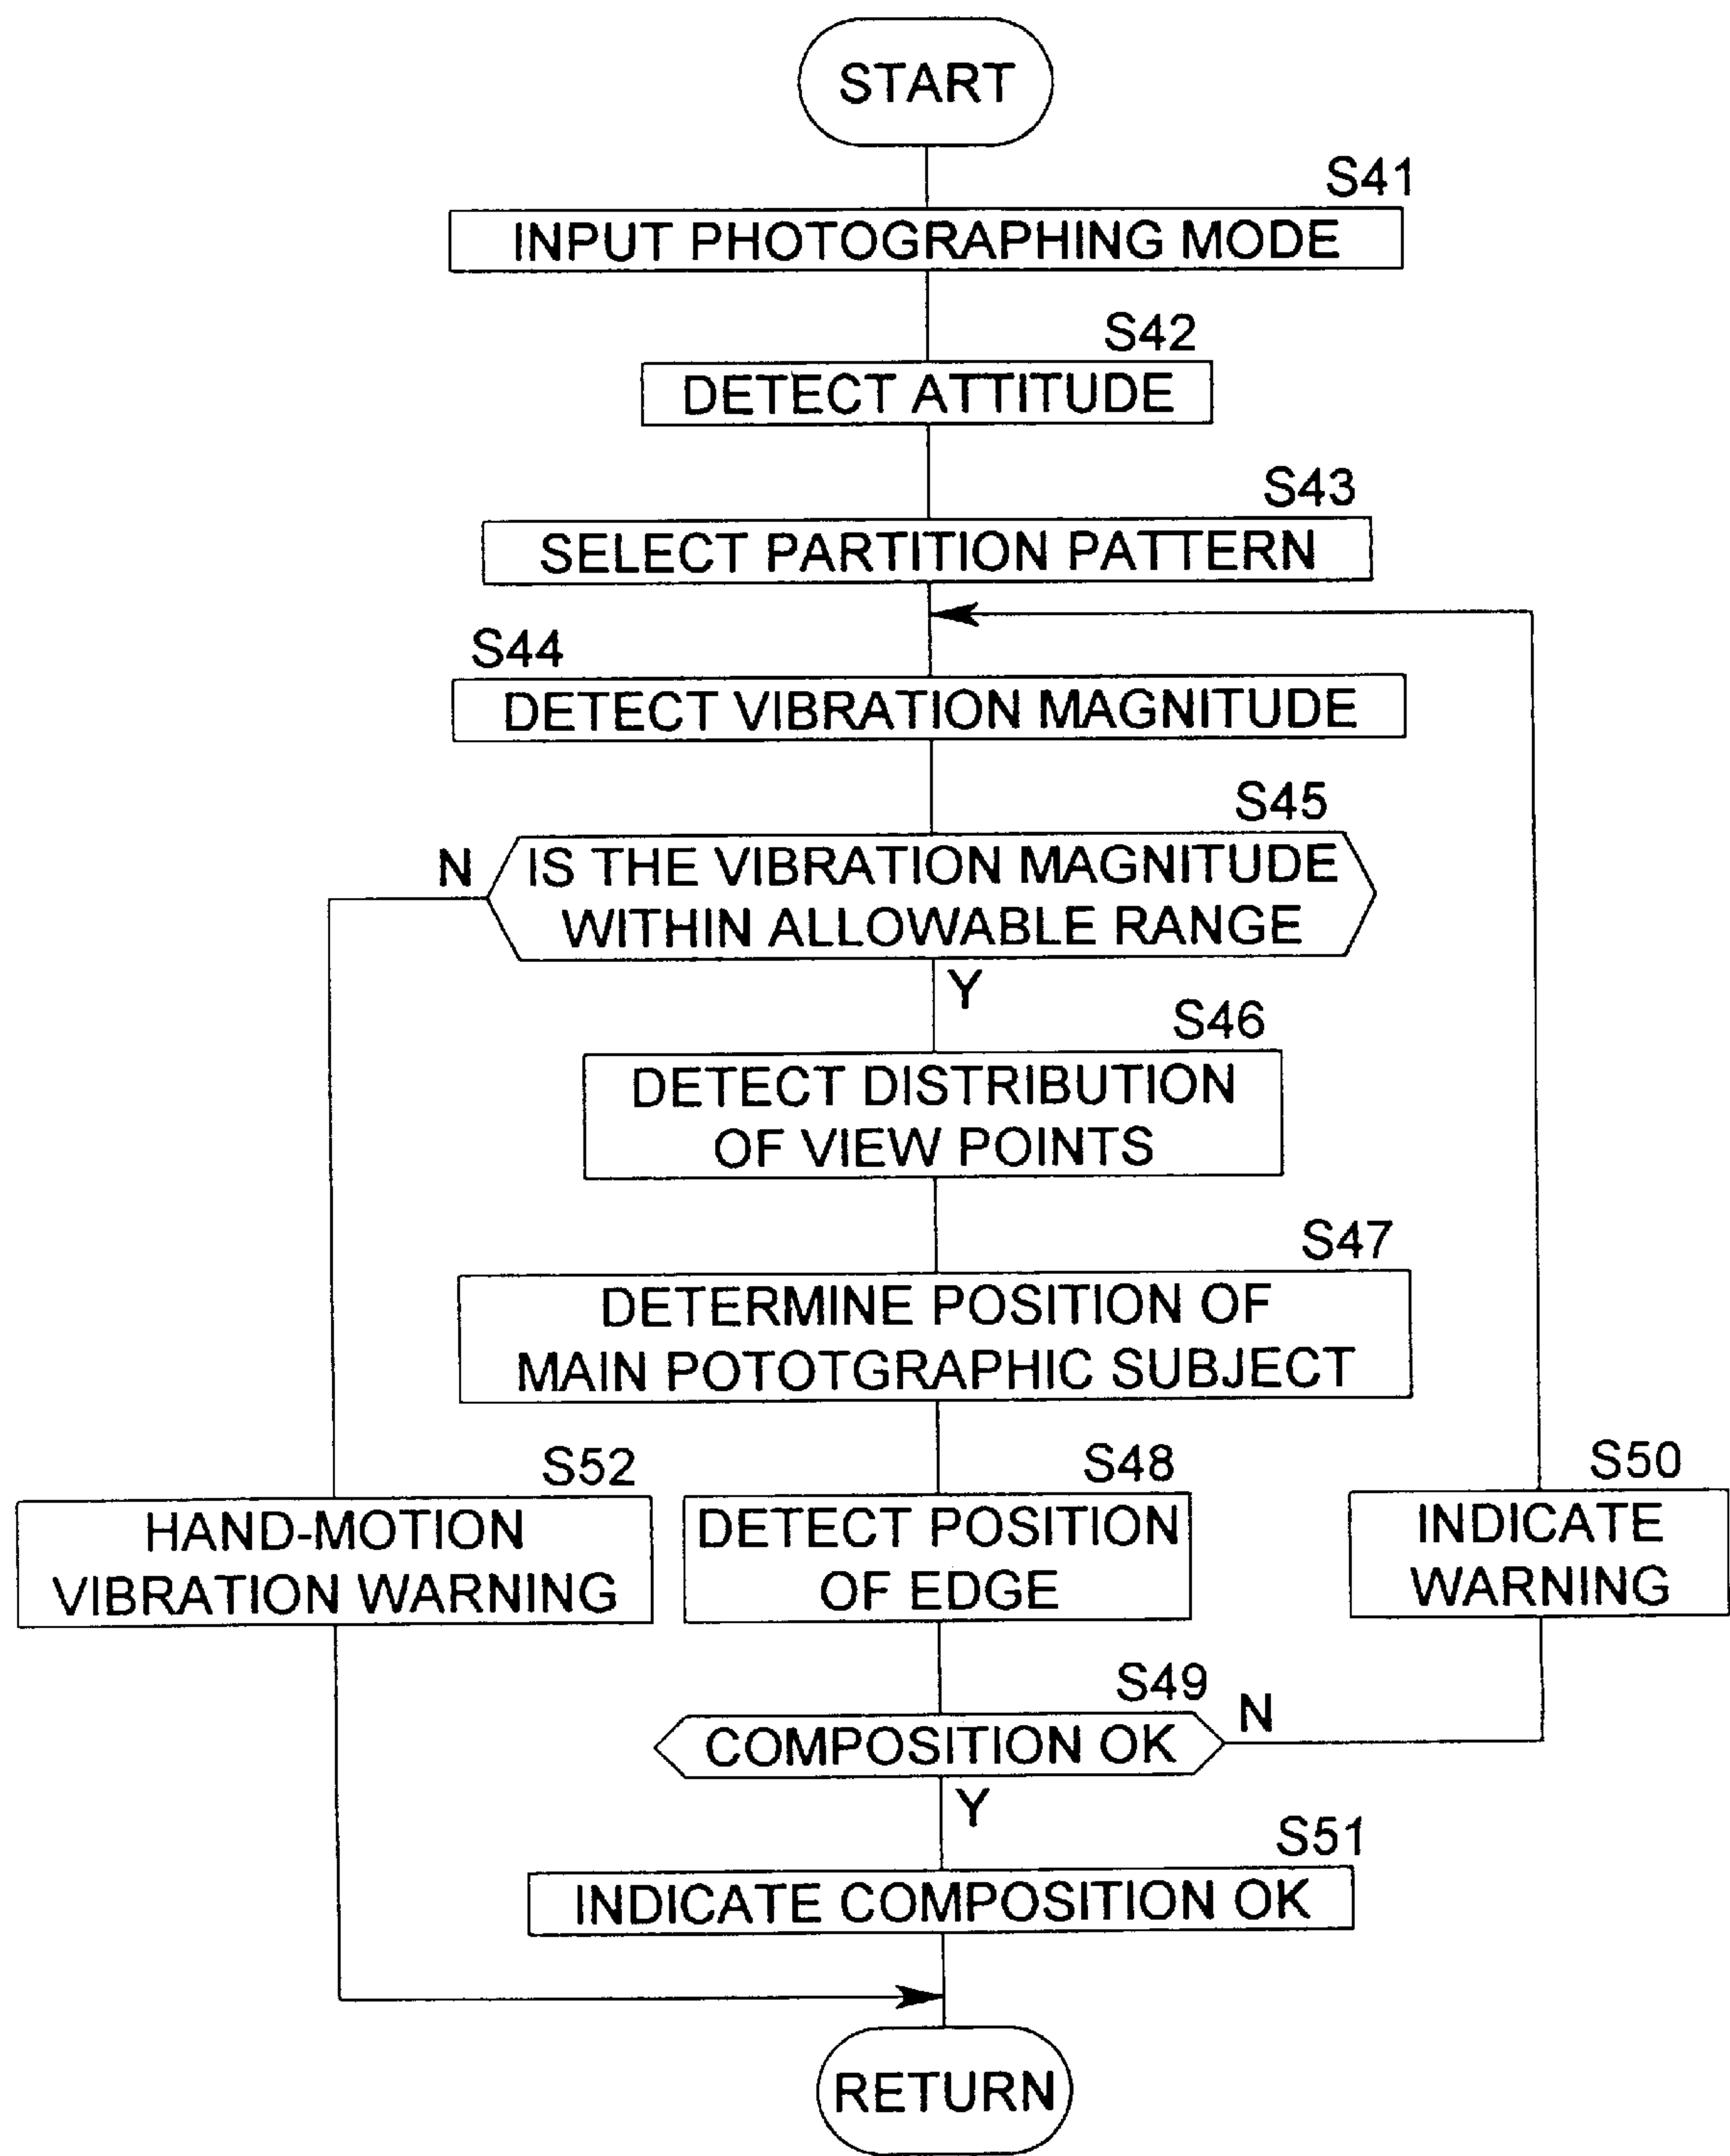 START
S41
INPUT PHOTOGRAPHING MODE
S42
DETECT ATTITUDE
S43
SELECT PARTITION PATTERN
S44
DETECT VIBRATION MAGNITUDE
S45
N
IS THE VIBRATION MAGNITUDE
WITHIN ALLOWABLE RANGE
Y
S46
DETECT DISTRIBUTION
OF VIEW POINTS
S47
DETERMINE POSITION OF
MAIN POTOTGRAPHIC SUBJECT
S52
HAND-MOTION
VIBRATION WARNING
S48
DETECT POSITION
OF EDGE
S50
INDICATE
WARNING
S49
COMPOSITION OK
N
Y
S51
INDICATE COMPOSITION OK
RETURN